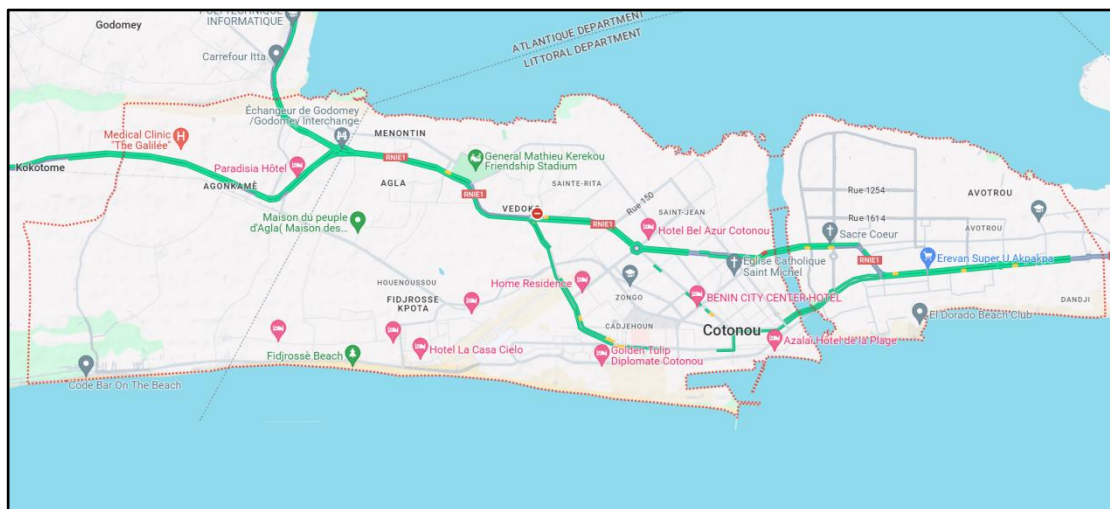 Godomey
POLYTECHNIQUE
INFORMATIQUE
Carrefour Itta
ATLANTIQUE DEPARTMENT
LITTORAL DEPARTMENT
Échangeur de Godomey
/Godomey Interchange
MENONTIN
Medical Clinic
"The Galilée"
Kokotome
Paradisia Hôtel
AGONKAMÈ
RNIE1
AGLA
General Mathieu Kerekou
Friendship Stadium
RNIE1
SAINTE-RITA
Rue 150
VEDOKO
RNIE1
SAINT-JEAN
Maison du peuple
d'Agla( Maison des...
Hotel Bel Azur Cotonou
Rue 1254
AVOTROU
Rue 1614
AVOTROU
Sacre Coeur
Eglise Catholique
Saint Michel
RNIE1
Erevan Super U Akpakpa
HOUENOUSSOU
FIDJROSSE
KPOTA
Home Residence
ZONGO
BENIN CITY CENTER HOTEL
DANDJI
CADJEHOUN
Cotonou
El Dorado Beach Club
Azalaï Hotel de la Plage
Hotel La Casa Cielo
Golden Tulip
Diplomate Cotonou
Fidjrossè Beach
Code Bar On The Beach